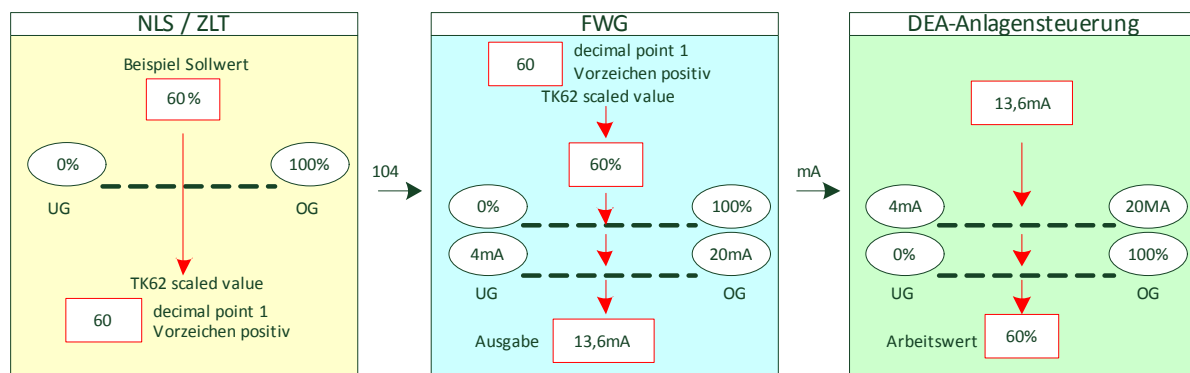 NLS / ZLT
Beispiel Sollwert
60%
0%
100%
UG
OG
TK62 scaled value
60
decimal point 1
Vorzeichen positiv
104
FWG
60
decimal point 1
Vorzeichen positiv
TK62 scaled value
60%
0%
100%
4mA
20mA
UG
OG
Ausgabe
13,6mA
mA
DEA-Anlagensteuerung
13,6mA
4mA
20MA
0%
100%
UG
OG
Arbeitswert
60%